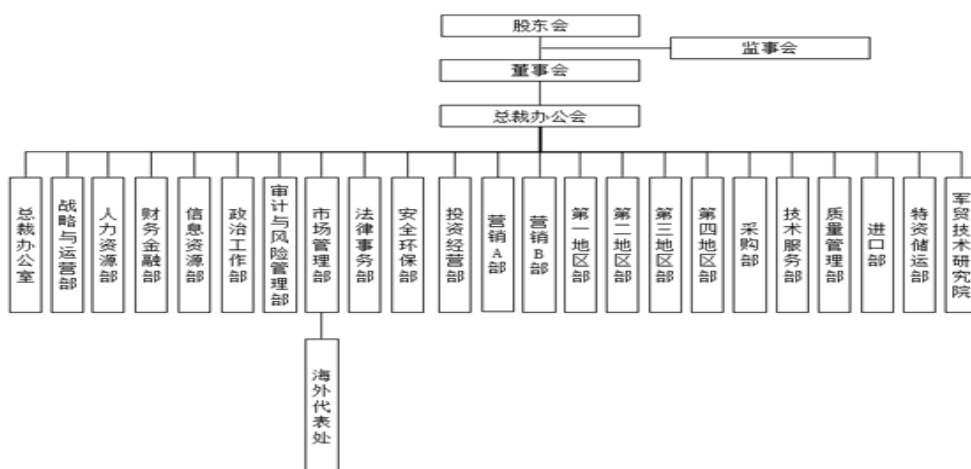 股东会
监事会
董事会
总裁办公会
总裁办公室
战略与运营部
人力资源部
财务金融部
信息资源部
政治工作部
审计与风险管理部
市场管理部
法律事务部
安全环保部
投资经营部
营销A部
营销B部
第一地区部
第二地区部
第三地区部
第四地区部
采购部
技术服务部
质量管理部
进口部
特资储运部
军贸技术研究院
海外代表处